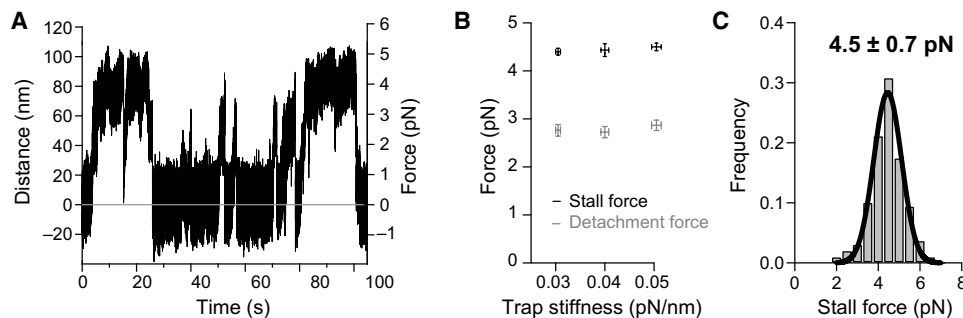 A
Distance (nm)
120
100
80
60
40
20
0
−20
6
5
4
3
2
1
0
−1
Force (pN)
0 20 40 60 80 100
Time (s)
B
Force (pN)
5
4
3
2
1
0
Stall force
Detachment force
0.03 0.04 0.05
Trap stiffness (pN/nm)
C
4.5 ± 0.7 pN
Frequency
0.4
0.3
0.2
0.1
0.0
0 2 4 6 8
Stall force (pN)